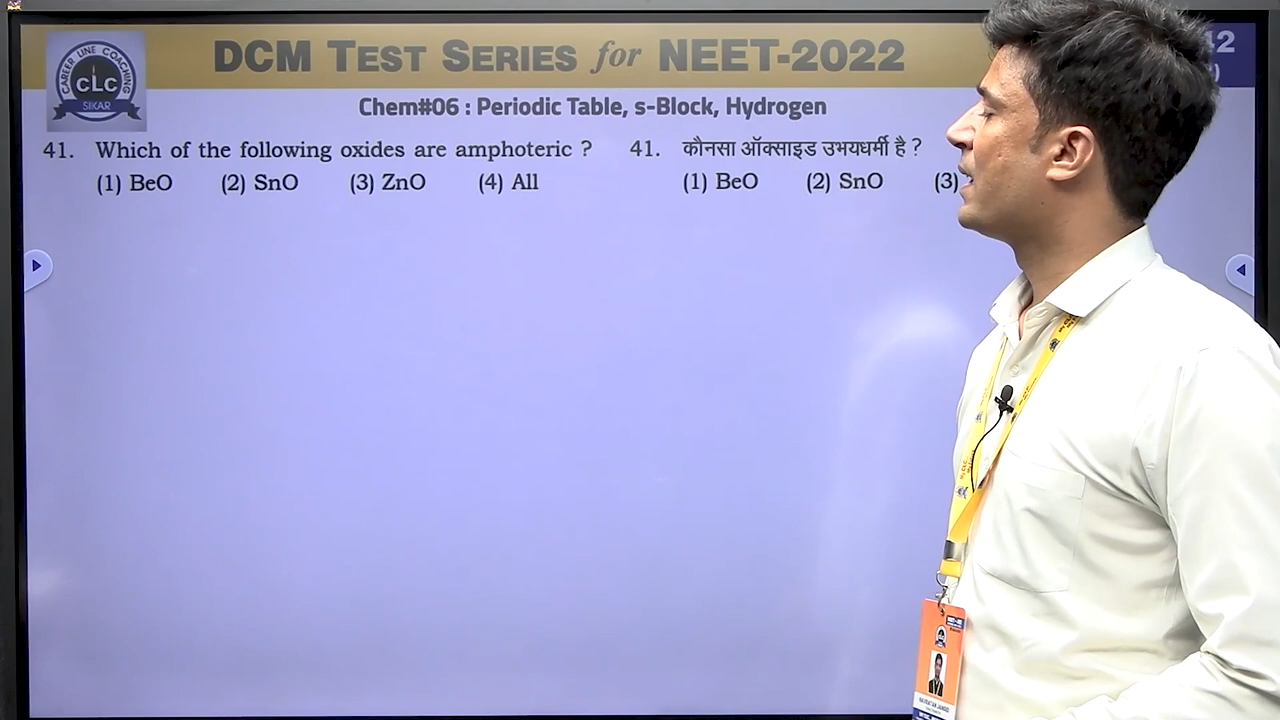 DCM TEST SERIES for NEET-2022
42
CAREER LINE COACHING
CLC
SIKAR
Chem#06 : Periodic Table, s-Block, Hydrogen
41. Which of the following oxides are amphoteric ?
(1) BeO (2) SnO (3) ZnO (4) All
41. कौनसा ऑक्साइड उभयधर्मी है ?
(1) BeO (2) SnO (3)